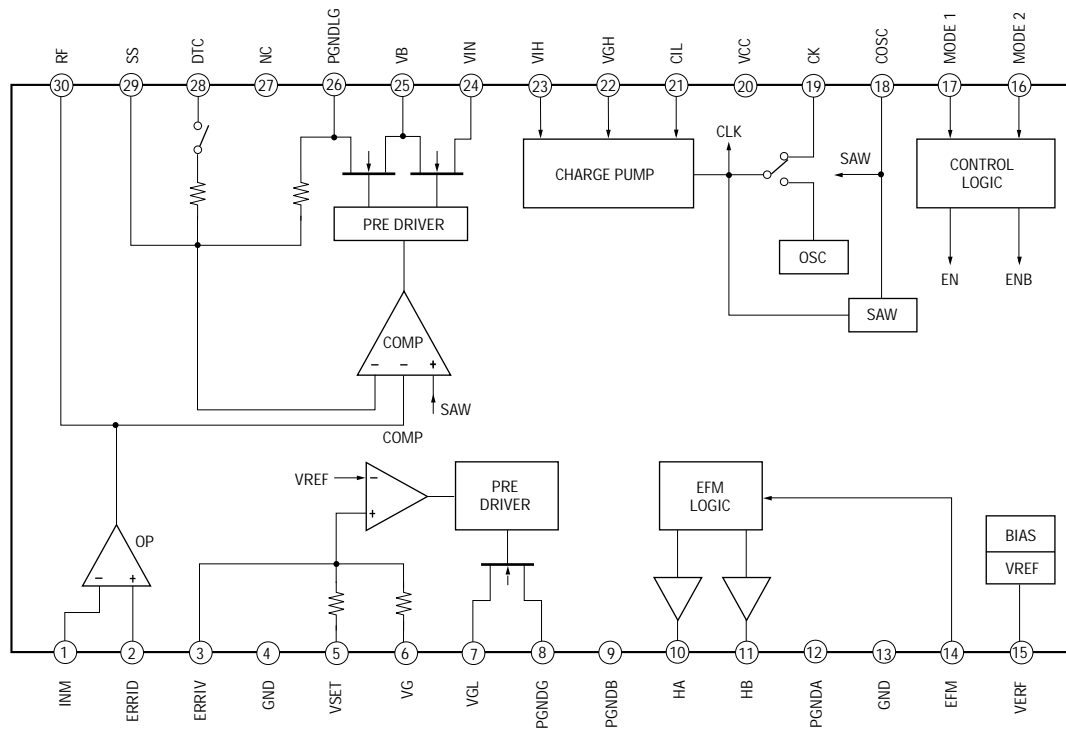 RF SS DTC NC PGNDLG VB VIN VIH VGH CIL VCC CK COSC MODE 1 MODE 2
30 29 28 27 26 25 24 23 22 21 20 19 18 17 16
CLK
SAW
CHARGE PUMP
CONTROL
LOGIC
PRE DRIVER
OSC
EN
ENB
SAW
COMP
− − +
SAW
COMP
VREF
−
+
PRE
DRIVER
EFM
LOGIC
BIAS
VREF
OP
− +
1 2 3 4 5 6 7 8 9 10 11 12 13 14 15
INM ERRID ERRIV GND VSET VG VGL PGNDG PGNDB HA HB PGNDA GND EFM VERF